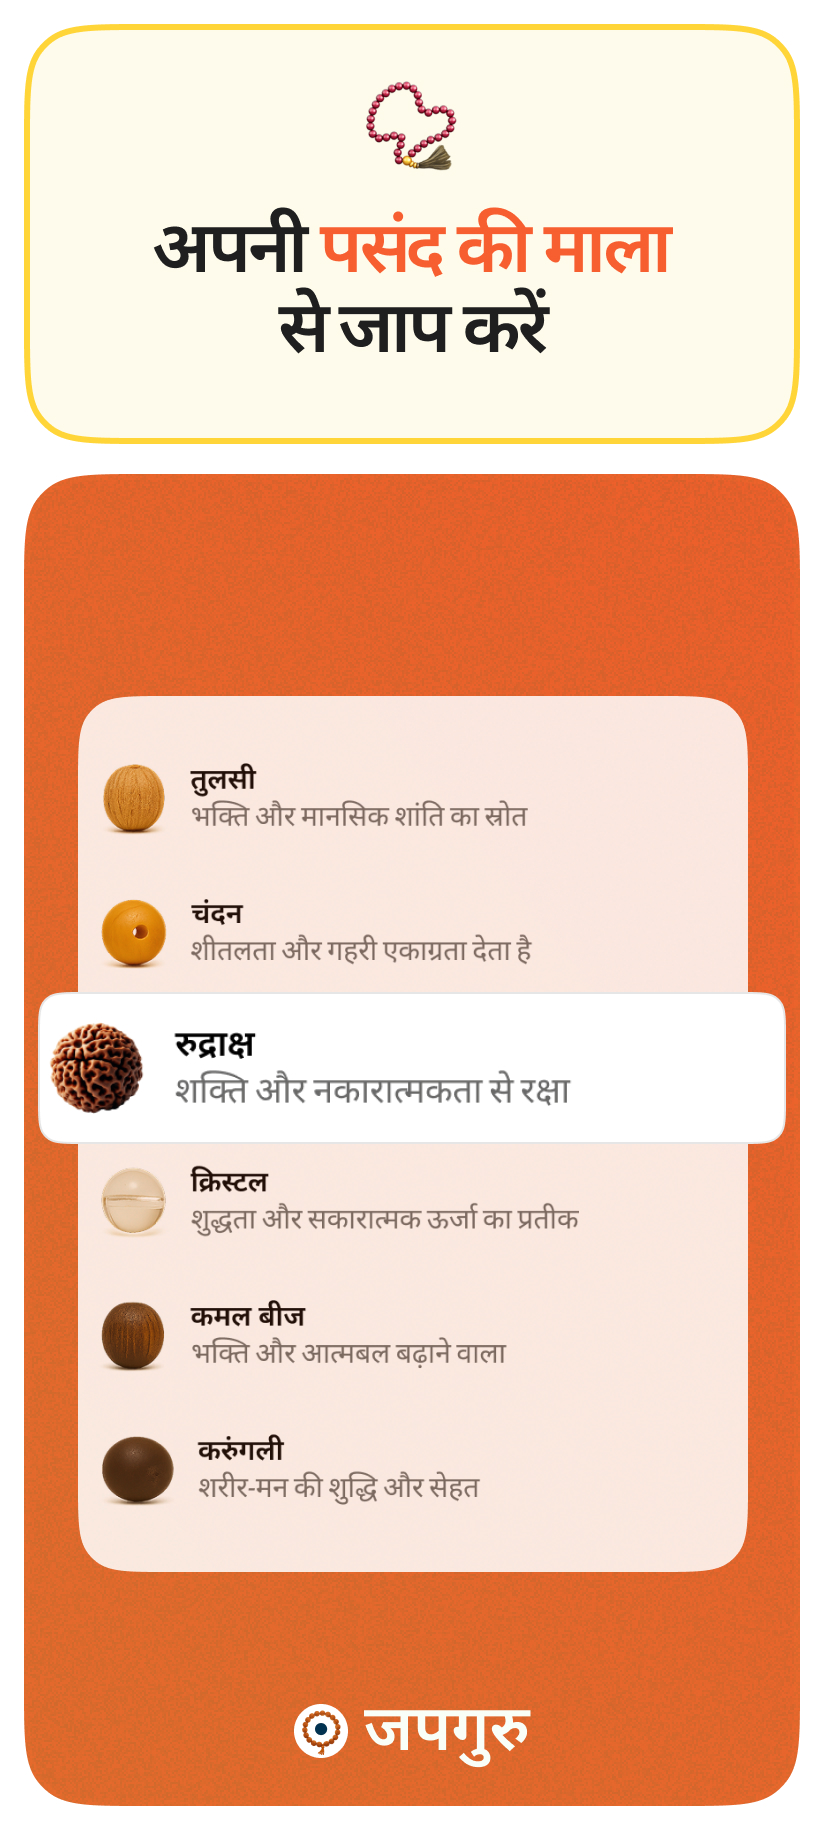 अपनी पसंद की माला
से जाप करें
तुलसी
भक्ति और मानसिक शांति का स्रोत
चंदन
शीतलता और गहरी एकाग्रता देता है
रुद्राक्ष
शक्ति और नकारात्मकता से रक्षा
क्रिस्टल
शुद्धता और सकारात्मक ऊर्जा का प्रतीक
कमल बीज
भक्ति और आत्मबल बढ़ाने वाला
करुंगली
शरीर-मन की शुद्धि और सेहत
जपगुरु